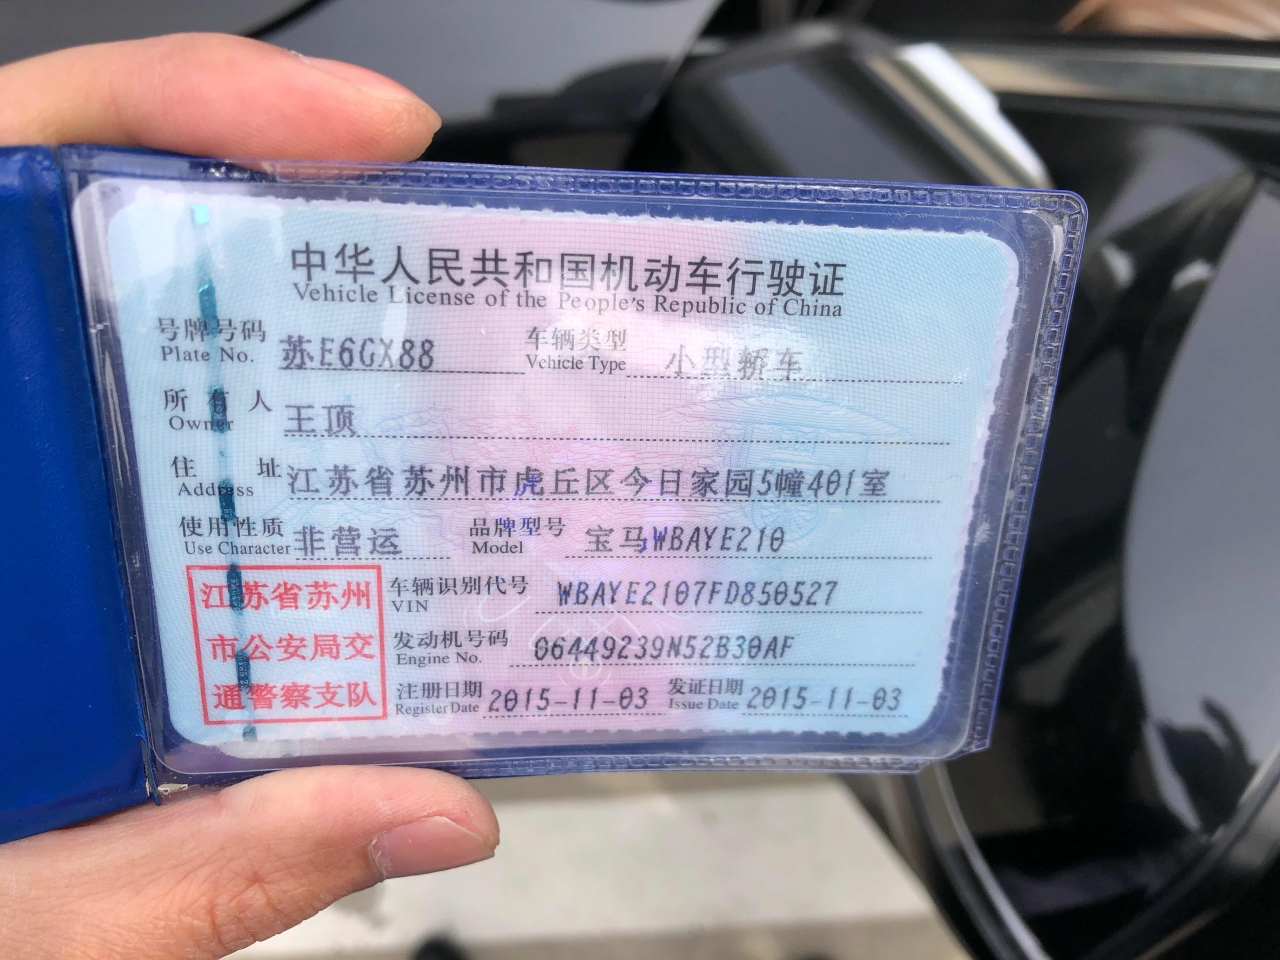 中华人民共和国机动车行驶证
Vehicle License of the People's Republic of China
号牌号码 苏E6GX88 车辆类型 小型轿车
Plate No. Vehicle Type
所有人 王顶
Owner
住址 江苏省苏州市虎丘区今日家园5幢401室
Address
使用性质 非营运 品牌型号 宝马WBAYE210
Use Character Model
江苏省苏州
市公安局交
通警察支队
车辆识别代号 WBAYE2107FD850527
VIN
发动机号码 06449239N52B30AF
Engine No.
注册日期 2015-11-03 发证日期 2015-11-03
Register Date Issue Date